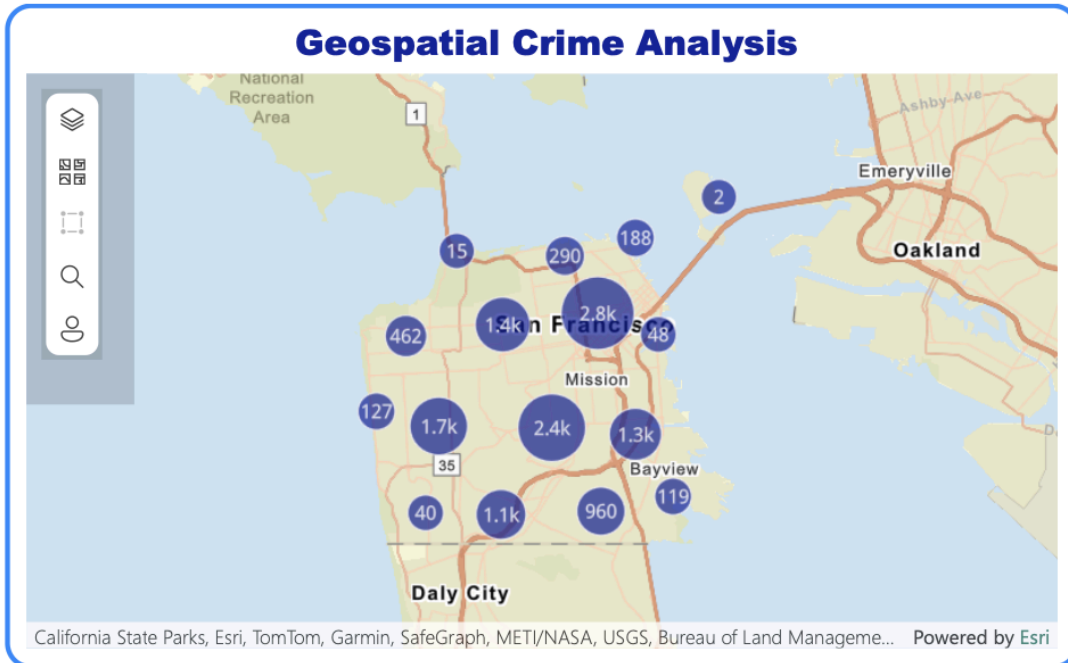 Geospatial Crime Analysis
National
Recreation
Area
1
Ashby Ave
Emeryville
2
188
15
290
Oakland
2.8k
1.4k
San Francisco
462
48
Mission
127
1.7k
2.4k
1.3k
35
Bayview
119
40
1.1k
960
Daly City
California State Parks, Esri, TomTom, Garmin, SafeGraph, METI/NASA, USGS, Bureau of Land Manageme... Powered by Esri